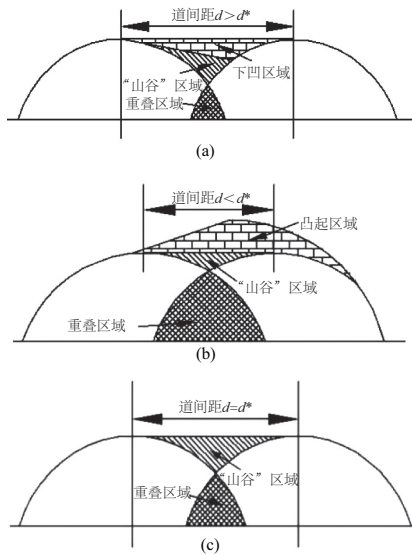 道间距d>d*
下凹区域
“山谷”区域
重叠区域
(a)
道间距d<d*
凸起区域
“山谷”区域
重叠区域
(b)
道间距d=d*
“山谷”区域
重叠区域
(c)